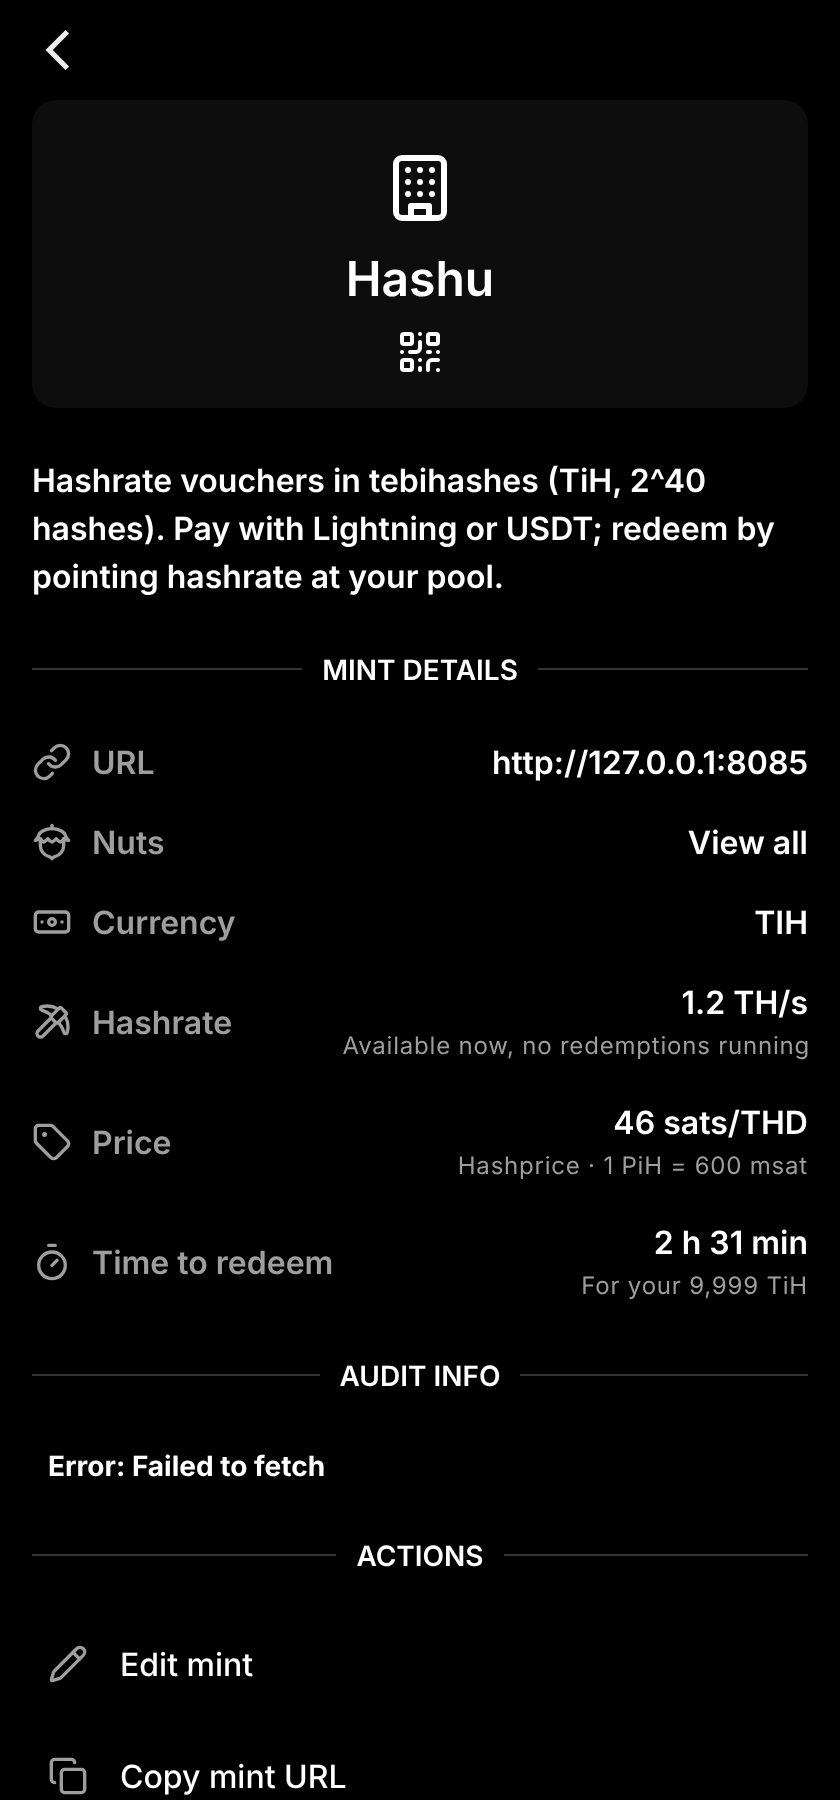 Hashu
Hashrate vouchers in tebihashes (TiH, 2^40
hashes). Pay with Lightning or USDT; redeem by
pointing hashrate at your pool.
MINT DETAILS
URL http://127.0.0.1:8085
Nuts View all
Currency TIH
Hashrate 1.2 TH/s
Available now, no redemptions running
Price 46 sats/THD
Hashprice · 1 PiH = 600 msat
Time to redeem 2 h 31 min
For your 9,999 TiH
AUDIT INFO
Error: Failed to fetch
ACTIONS
Edit mint
Copy mint URL